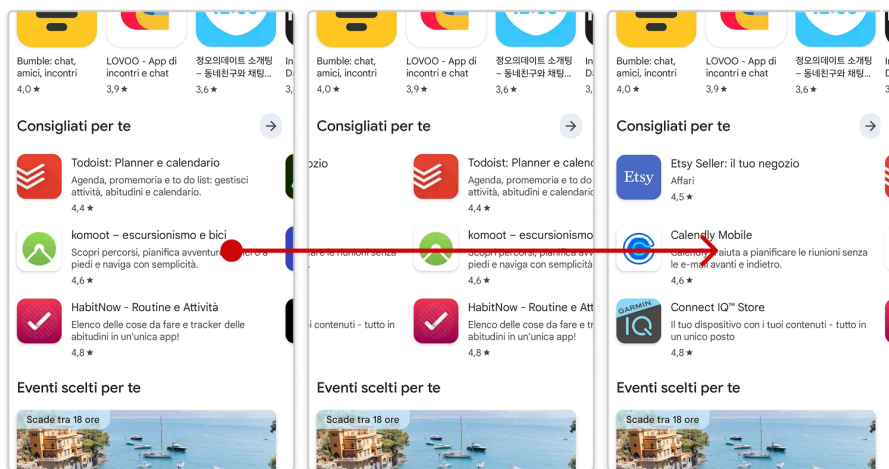 Bumble: chat,
amici, incontri
4,0 ★
LOVOO - App di
incontri e chat
3,9 ★
정오의데이트 소개팅
– 동네친구와 채팅...
3,6 ★
Consigliati per te
Todoist: Planner e calendario
Agenda, promemoria e to do list: gestisci
attività, abitudini e calendario.
4,4 ★
komoot – escursionismo e bici
Scopri percorsi, pianifica avventure
piedi e naviga con semplicità.
4,6 ★
HabitNow - Routine e Attività
Elenco delle cose da fare e tracker delle
abitudini in un'unica app!
4,8 ★
Eventi scelti per te
Scade tra 18 ore
Bumble: chat,
amici, incontri
4,0 ★
LOVOO - App di
incontri e chat
3,9 ★
정오의데이트 소개팅
– 동네친구와 채팅...
3,6 ★
Consigliati per te
ozio
Todoist: Planner e calen
Agenda, promemoria e to do
attività, abitudini e calendario
4,4 ★
komoot – escursionismo
piedi e naviga con semplicità
4,6 ★
i contenuti - tutto in
HabitNow - Routine e Att
Elenco delle cose da fare e tr
abitudini in un'unica app!
4,8 ★
Eventi scelti per te
Scade tra 18 ore
Bumble: chat,
amici, incontri
4,0 ★
LOVOO - App di
incontri e chat
3,9 ★
정오의데이트 소개팅
– 동네친구와 채팅...
3,6 ★
Consigliati per te
Etsy
Etsy Seller: il tuo negozio
Affari
4,5 ★
Calendly Mobile
Calendly aiuta a pianificare le riunioni senza
le e-mail avanti e indietro.
4,6 ★
GARMIN
IQ
Connect IQ™ Store
Il tuo dispositivo con i tuoi contenuti - tutto in
un unico posto
4,8 ★
Eventi scelti per te
Scade tra 18 ore